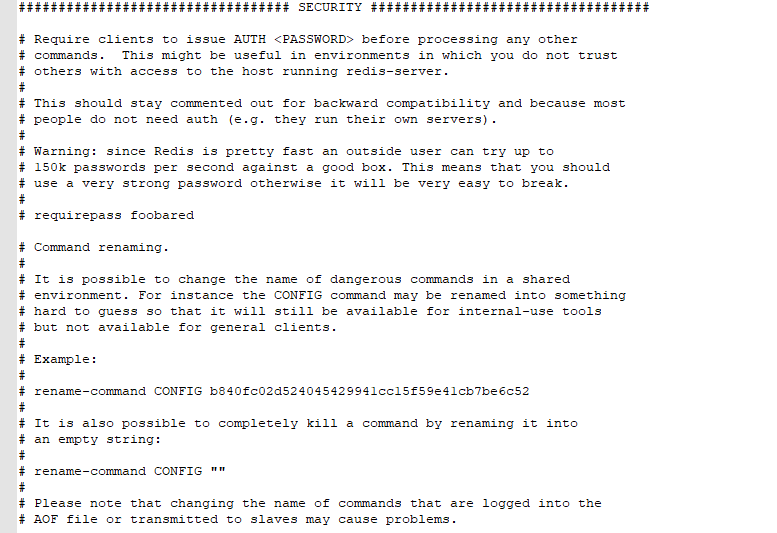 ################################## SECURITY ###################################
# Require clients to issue AUTH <PASSWORD> before processing any other
# commands.  This might be useful in environments in which you do not trust
# others with access to the host running redis-server.
#
# This should stay commented out for backward compatibility and because most
# people do not need auth (e.g. they run their own servers).
#
# Warning: since Redis is pretty fast an outside user can try up to
# 150k passwords per second against a good box. This means that you should
# use a very strong password otherwise it will be very easy to break.
#
# requirepass foobared
# Command renaming.
#
# It is possible to change the name of dangerous commands in a shared
# environment. For instance the CONFIG command may be renamed into something
# hard to guess so that it will still be available for internal-use tools
# but not available for general clients.
#
# Example:
#
# rename-command CONFIG b840fc02d524045429941cc15f59e41cb7be6c52
#
# It is also possible to completely kill a command by renaming it into
# an empty string:
#
# rename-command CONFIG ""
#
# Please note that changing the name of commands that are logged into the
# AOF file or transmitted to slaves may cause problems.